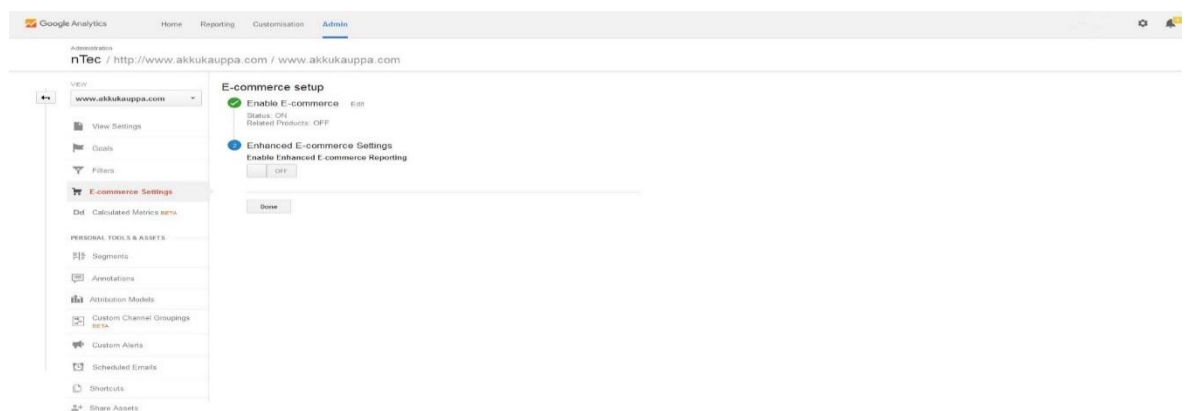 Google Analytics
Home Reporting Customisation Admin
Administration
nTec / http://www.akkukauppa.com / www.akkukauppa.com
VIEW
www.akkukauppa.com
View Settings
Goals
Filters
E-commerce Settings
Dd Calculated Metrics BETA
PERSONAL TOOLS & ASSETS
Segments
Annotations
Attribution Models
Custom Channel Groupings
BETA
Custom Alerts
Scheduled Emails
Shortcuts
Share Assets
E-commerce setup
Enable E-commerce Edit
Status: ON
Related Products: OFF
2 Enhanced E-commerce Settings
Enable Enhanced E-commerce Reporting
OFF
Done